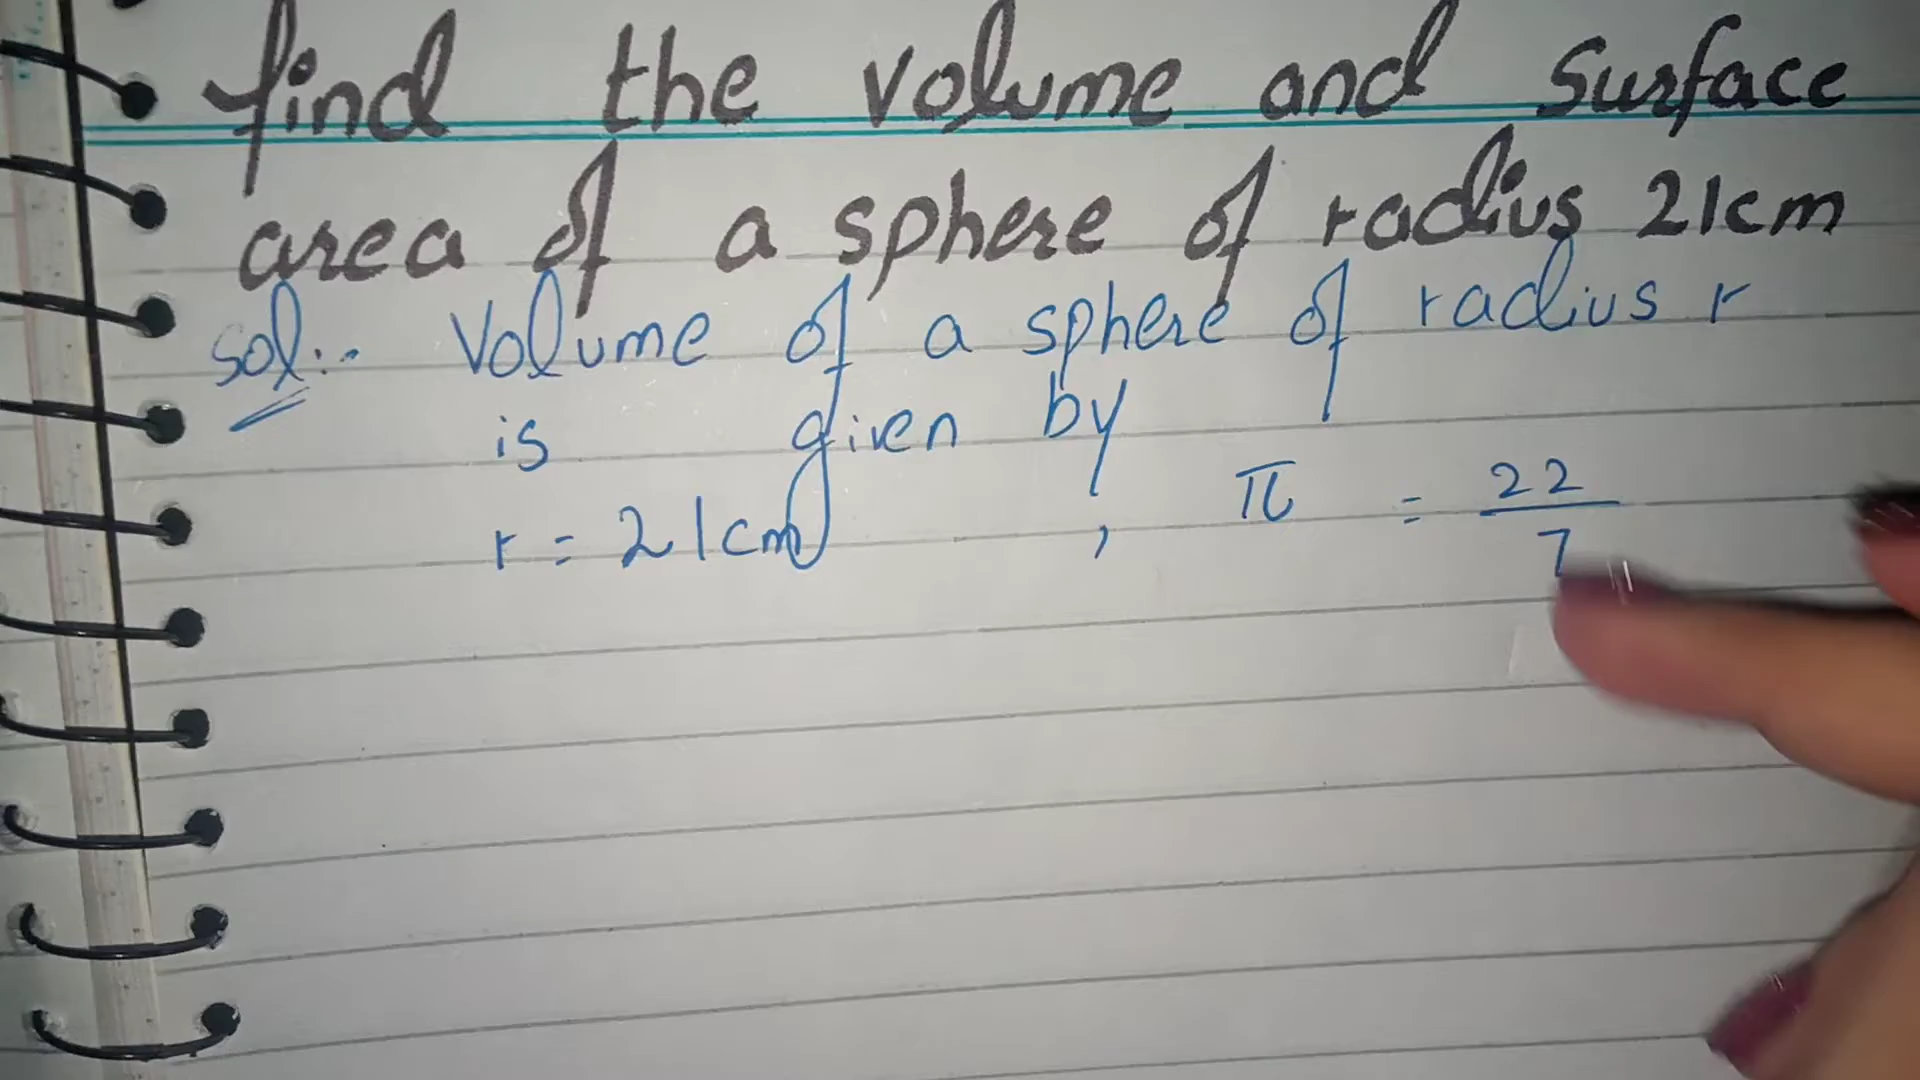 find the volume and surface
area of a sphere of radius 21cm
Sol:- Volume of a sphere of radius r
is given by
r = 21cm , π = 22/7